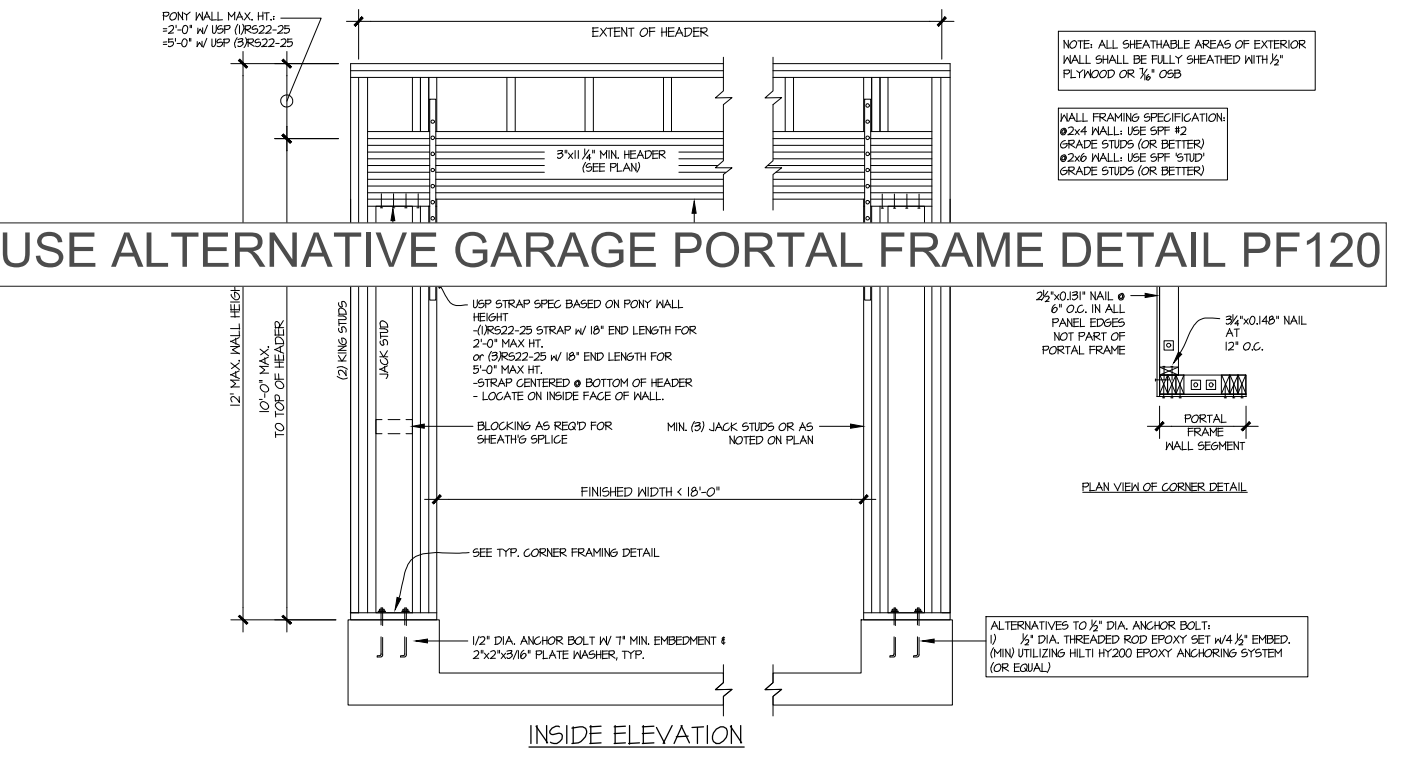 PONY WALL MAX. HT.:
=2'-0" W/ USP (1)RS22-25
=5'-0" W/ USP (3)RS22-25
EXTENT OF HEADER
NOTE: ALL SHEATHABLE AREAS OF EXTERIOR
WALL SHALL BE FULLY SHEATHED WITH 1/2"
PLYWOOD OR 7/16" OSB
WALL FRAMING SPECIFICATION:
@2x4 WALL: USE SPF #2
GRADE STUDS (OR BETTER)
@2x6 WALL: USE SPF 'STUD'
GRADE STUDS (OR BETTER)
3"x11 1/4" MIN. HEADER
(SEE PLAN)
USE ALTERNATIVE GARAGE PORTAL FRAME DETAIL PF120
12' MAX. WALL HEIGH
10'-0" MAX.
TO TOP OF HEADER
(2) KING STUDS
JACK STUD
USP STRAP SPEC BASED ON PONY WALL
HEIGHT
-(1)RS22-25 STRAP W/ 18" END LENGTH FOR
2'-0" MAX HT.
or (3)RS22-25 W/ 18" END LENGTH FOR
5'-0" MAX HT.
-STRAP CENTERED @ BOTTOM OF HEADER
- LOCATE ON INSIDE FACE OF WALL.
BLOCKING AS REQ'D FOR
SHEATH'G SPLICE
MIN. (3) JACK STUDS OR AS
NOTED ON PLAN
2 1/2"x0.131" NAIL @
6" O.C. IN ALL
PANEL EDGES
NOT PART OF
PORTAL FRAME
3 1/4"x0.148" NAIL
AT
12" O.C.
PORTAL
FRAME
WALL SEGMENT
PLAN VIEW OF CORNER DETAIL
FINISHED WIDTH < 18'-0"
SEE TYP. CORNER FRAMING DETAIL
1/2" DIA. ANCHOR BOLT W/ 7" MIN. EMBEDMENT &
2"x2"x3/16" PLATE WASHER, TYP.
ALTERNATIVES TO 1/2" DIA. ANCHOR BOLT:
1) 1/2" DIA. THREADED ROD EPOXY SET W/4 1/2" EMBED.
(MIN) UTILIZING HILTI HY200 EPOXY ANCHORING SYSTEM
(OR EQUAL)
INSIDE ELEVATION